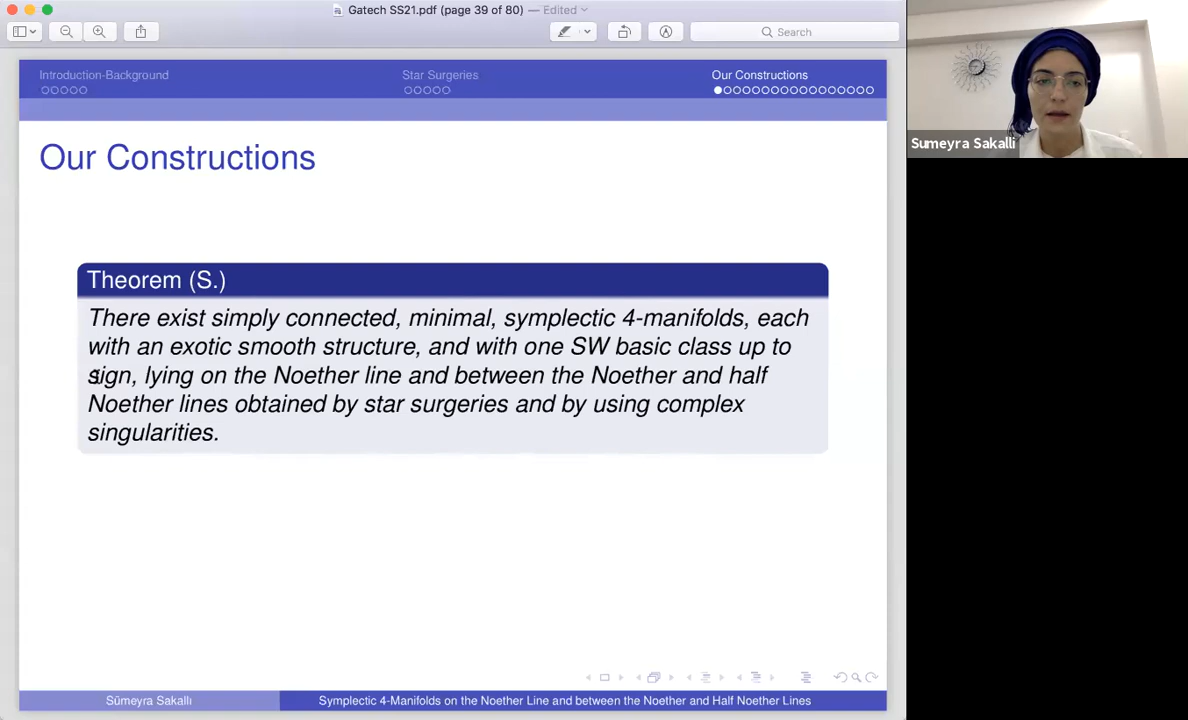 Gatech SS21.pdf (page 39 of 80) — Edited
Search
Introduction-Background
Star Surgeries
Our Constructions
Our Constructions
Theorem (S.)
There exist simply connected, minimal, symplectic 4-manifolds, each
with an exotic smooth structure, and with one SW basic class up to
sign, lying on the Noether line and between the Noether and half
Noether lines obtained by star surgeries and by using complex
singularities.
Sümeyra Sakallı
Symplectic 4-Manifolds on the Noether Line and between the Noether and Half Noether Lines
Sumeyra Sakalli